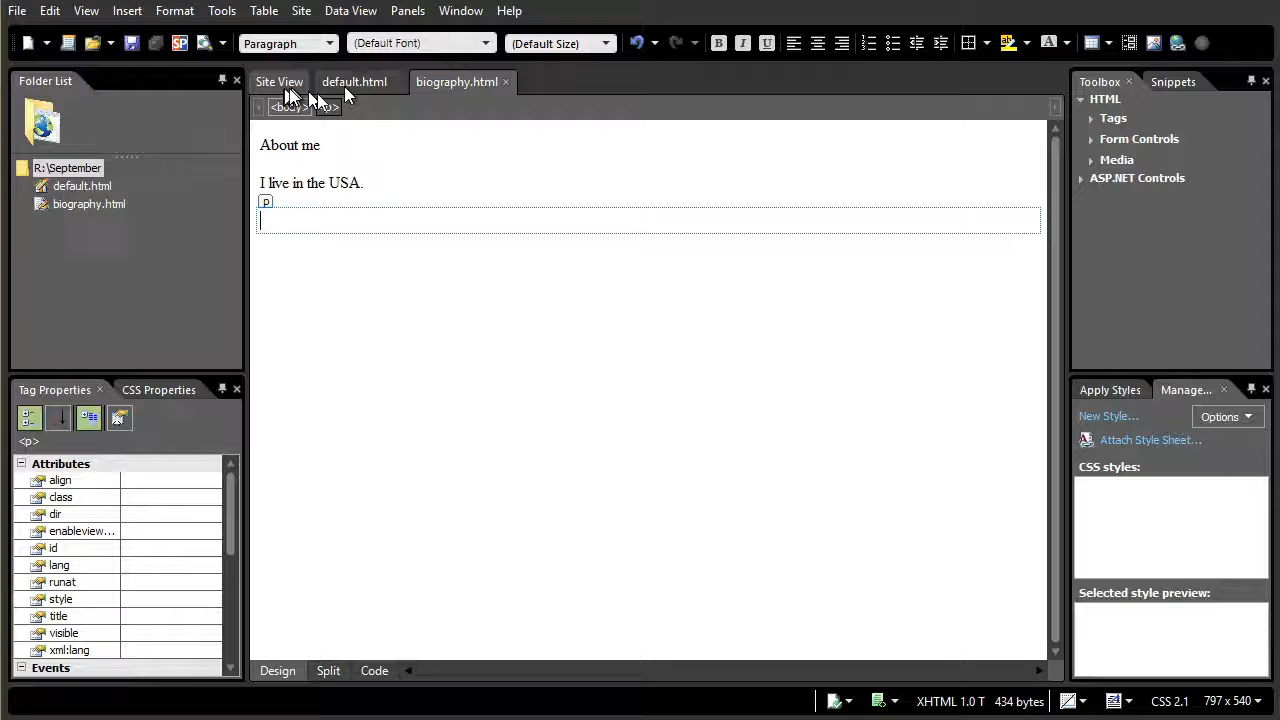 File Edit View Insert Format Tools Table Site Data View Panels Window Help
Paragraph (Default Font) (Default Size) B I U A
Folder List
R:\September
default.html
biography.html
Site View default.html biography.html
<body>
About me
I live in the USA.
p
Design Split Code
Toolbox Snippets
HTML
Tags
Form Controls
Media
ASP.NET Controls
Tag Properties CSS Properties
<p>
Attributes
align
class
dir
enableview...
id
lang
runat
style
title
visible
xml:lang
Events
Apply Styles Manage...
New Style... Options
Attach Style Sheet...
CSS styles:
Selected style preview:
XHTML 1.0 T 434 bytes CSS 2.1 797 x 540